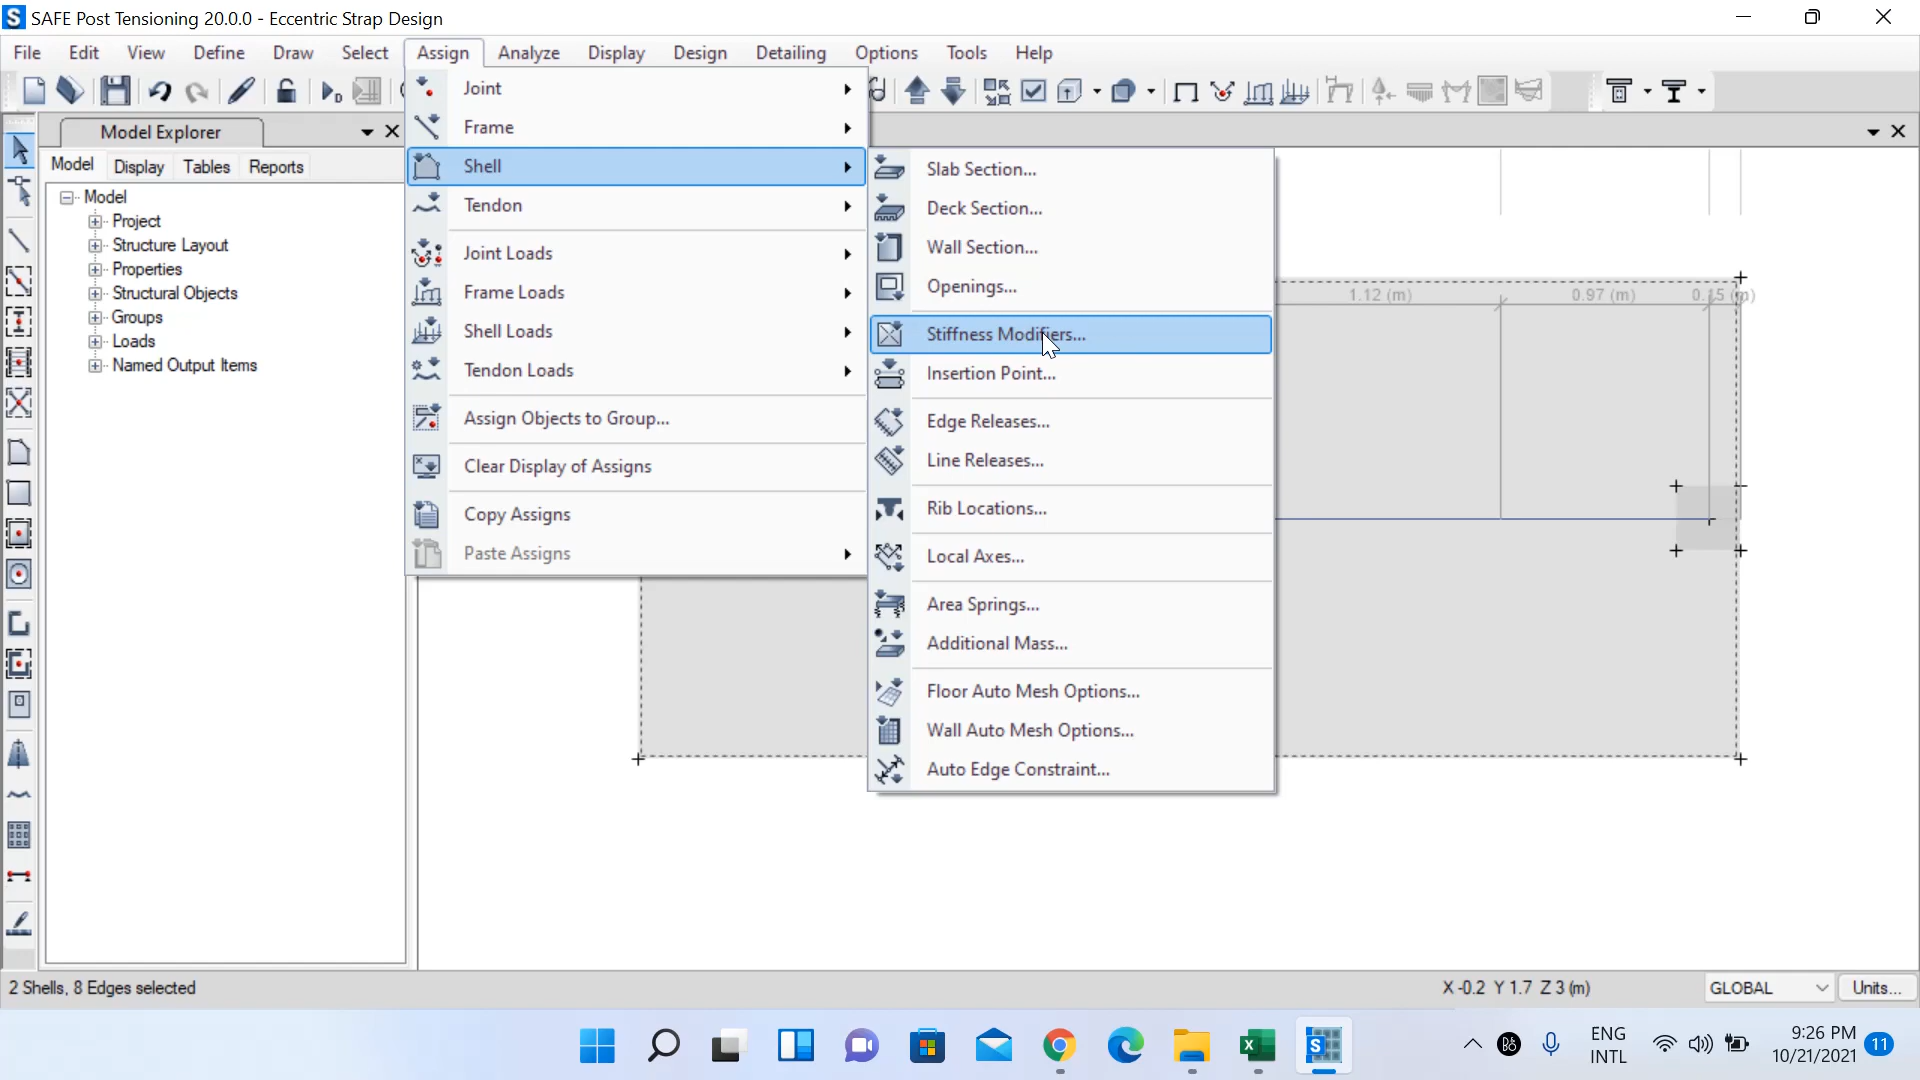 SAFE Post Tensioning 20.0.0 - Eccentric Strap Design
File Edit View Define Draw Select Assign Analyze Display Design Detailing Options Tools Help
Model Explorer
Model Display Tables Reports
Model
Project
Structure Layout
Properties
Structural Objects
Groups
Loads
Named Output Items
Joint
Frame
Shell
Tendon
Joint Loads
Frame Loads
Shell Loads
Tendon Loads
Assign Objects to Group...
Clear Display of Assigns
Copy Assigns
Paste Assigns
Slab Section...
Deck Section...
Wall Section...
Openings...
Stiffness Modifiers...
Insertion Point...
Edge Releases...
Line Releases...
Rib Locations...
Local Axes...
Area Springs...
Additional Mass...
Floor Auto Mesh Options...
Wall Auto Mesh Options...
Auto Edge Constraint...
1.12 (m) 0.97 (m) 0.15 (m)
2 Shells, 8 Edges selected
X -0.2 Y 1.7 Z 3 (m)
GLOBAL
Units...
ENG
INTL
9:26 PM
10/21/2021
11